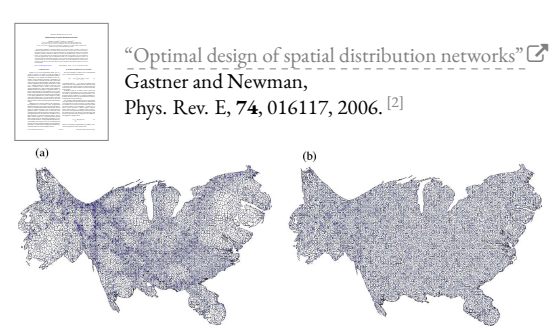 “Optimal design of spatial distribution networks”
Gastner and Newman,
Phys. Rev. E, 74, 016117, 2006. [2]
(a)
(b)